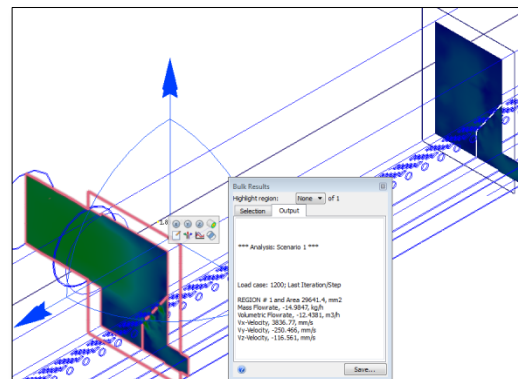 Bulk Results
Highlight region: None of 1
Selection Output
*** Analysis: Scenario 1 ***
Load case: 1200; Last Iteration/Step
REGION # 1 and Area 29641.4, mm2
Mass Flowrate, -14.9847, kg/h
Volumetric Flowrate, -12.4381, m3/h
Vx-Velocity, 3836.77, mm/s
Vy-Velocity, -250.466, mm/s
Vz-Velocity, -116.561, mm/s
Save...